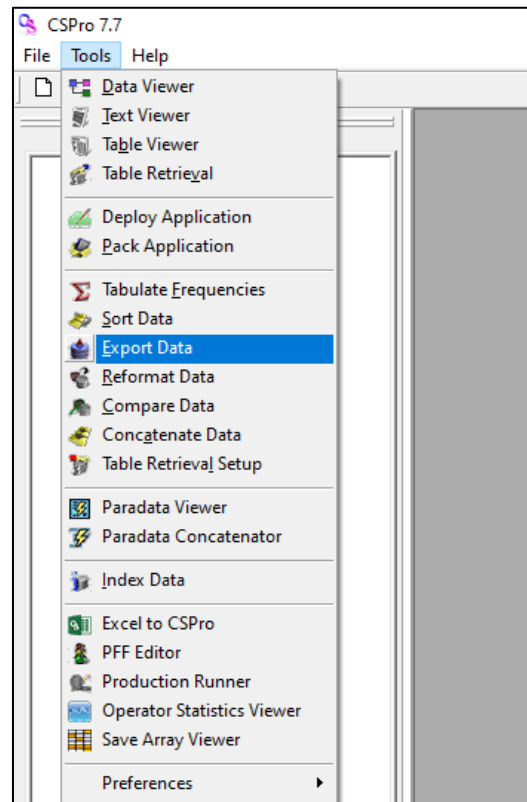 CSPro 7.7
File Tools Help
Data Viewer
Text Viewer
Table Viewer
Table Retrieval
Deploy Application
Pack Application
Tabulate Frequencies
Sort Data
Export Data
Reformat Data
Compare Data
Concatenate Data
Table Retrieval Setup
Paradata Viewer
Paradata Concatenator
Index Data
Excel to CSPro
PFF Editor
Production Runner
Operator Statistics Viewer
Save Array Viewer
Preferences